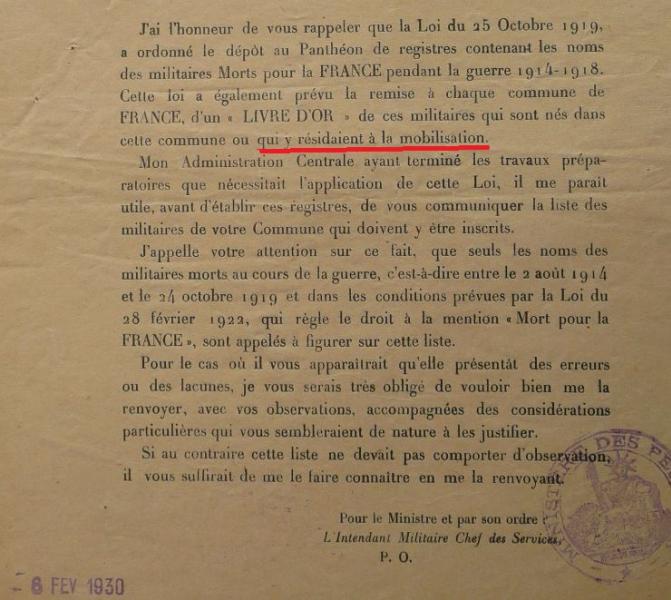 J'ai l'honneur de vous rappeler que la Loi du 25 Octobre 1919,
a ordonné le dépôt au Panthéon de registres contenant les noms
des militaires Morts pour la FRANCE pendant la guerre 1914-1918.
Cette loi a également prévu la remise à chaque commune de
FRANCE, d'un « LIVRE D'OR » de ces militaires qui sont nés dans
cette commune ou qui y résidaient à la mobilisation.
Mon Administration Centrale ayant terminé les travaux prépa-
ratoires que nécessitait l'application de cette Loi, il me paraît
utile, avant d'établir ces registres, de vous communiquer la liste des
militaires de votre Commune qui doivent y être inscrits.
J'appelle votre attention sur ce fait, que seuls les noms des
militaires morts au cours de la guerre, c'est-à-dire entre le 2 août 1914
et le 24 octobre 1919 et dans les conditions prévues par la Loi du
28 février 1922, qui règle le droit à la mention « Mort pour la
FRANCE », sont appelés à figurer sur cette liste.
Pour le cas où il vous apparaîtrait qu'elle présentât des erreurs
ou des lacunes, je vous serais très obligé de vouloir bien me la
renvoyer, avec vos observations, accompagnées des considérations
particulières qui vous sembleraient de nature à les justifier.
Si au contraire cette liste ne devait pas comporter d'observation,
il vous suffirait de me le faire connaître en me la renvoyant.
Pour le Ministre et par son ordre :
L'Intendant Militaire Chef des Services,
P. O.
MINISTÈRE DES PE
- 6 FEV 1930